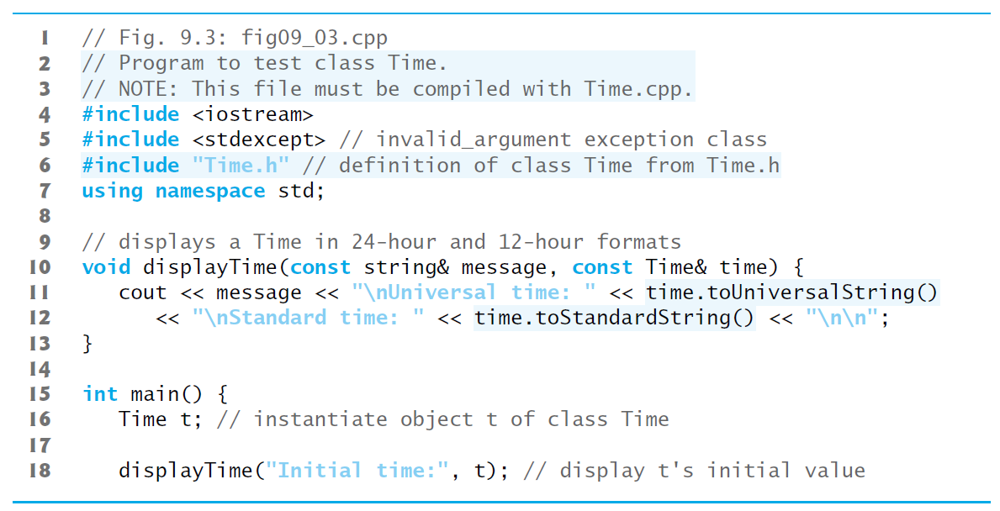 1 // Fig. 9.3: fig09_03.cpp
2 // Program to test class Time.
3 // NOTE: This file must be compiled with Time.cpp.
4 #include <iostream>
5 #include <stdexcept> // invalid_argument exception class
6 #include "Time.h" // definition of class Time from Time.h
7 using namespace std;
8
9 // displays a Time in 24-hour and 12-hour formats
10 void displayTime(const string& message, const Time& time) {
11    cout << message << "\nUniversal time: " << time.toUniversalString()
12       << "\nStandard time: " << time.toStandardString() << "\n\n";
13 }
14
15 int main() {
16    Time t; // instantiate object t of class Time
17
18    displayTime("Initial time:", t); // display t's initial value